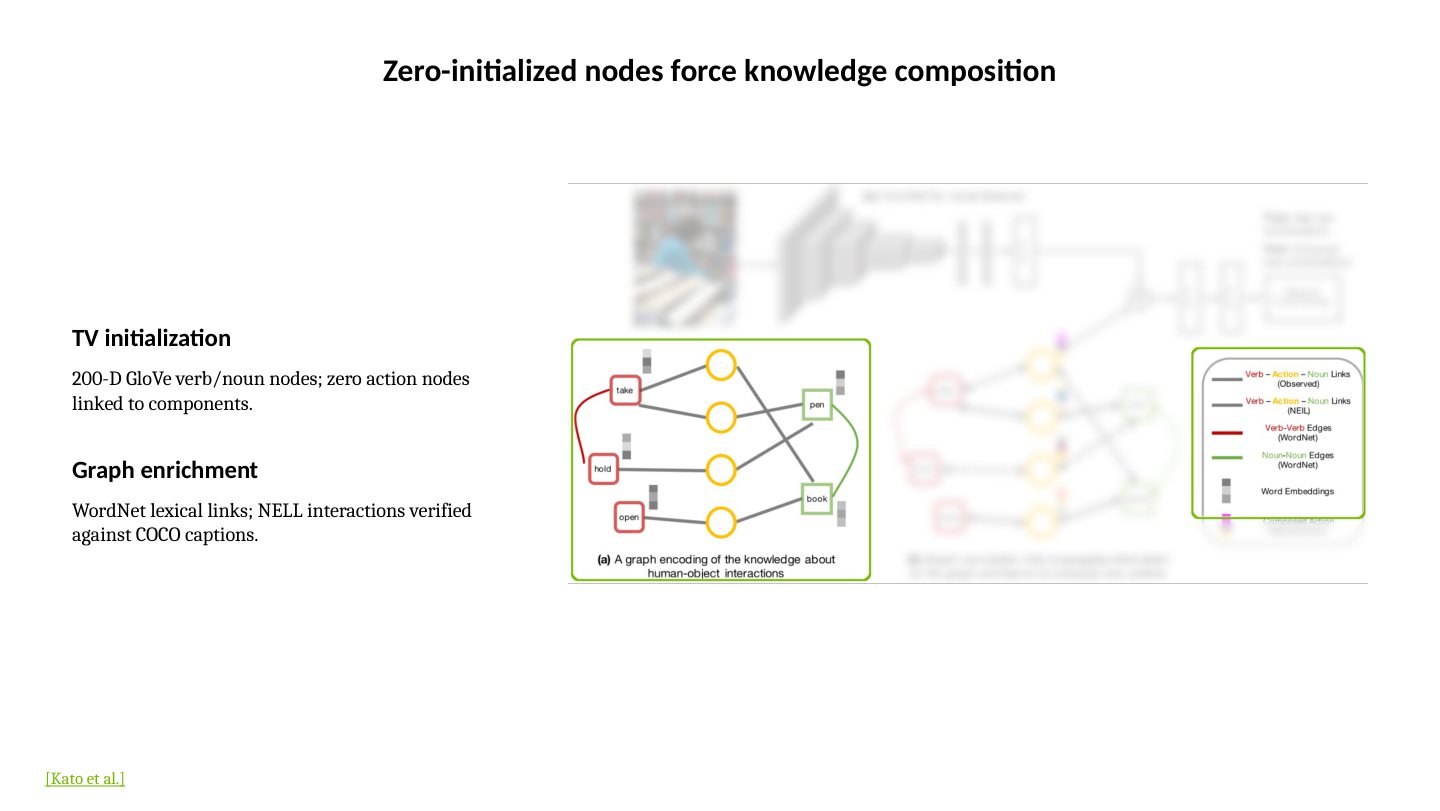 Zero-initialized nodes force knowledge composition
TV initialization
200-D GloVe verb/noun nodes; zero action nodes
linked to components.
Graph enrichment
WordNet lexical links; NELL interactions verified
against COCO captions.
take
hold
open
pen
book
(a) A graph encoding of the knowledge about
human-object interactions
Verb – Action – Noun Links
(Observed)
Verb – Action – Noun Links
(NEIL)
Verb-Verb Edges
(WordNet)
Noun-Noun Edges
(WordNet)
Word Embeddings
Composed Action
[Kato et al.]